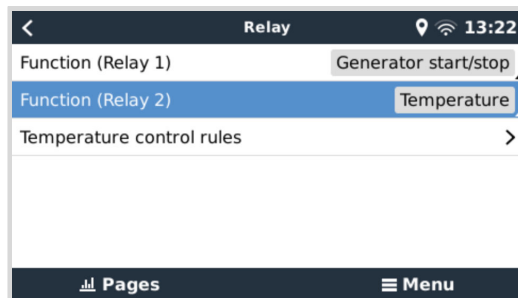 Relay 13:22
Function (Relay 1) Generator start/stop
Function (Relay 2) Temperature
Temperature control rules
Pages Menu